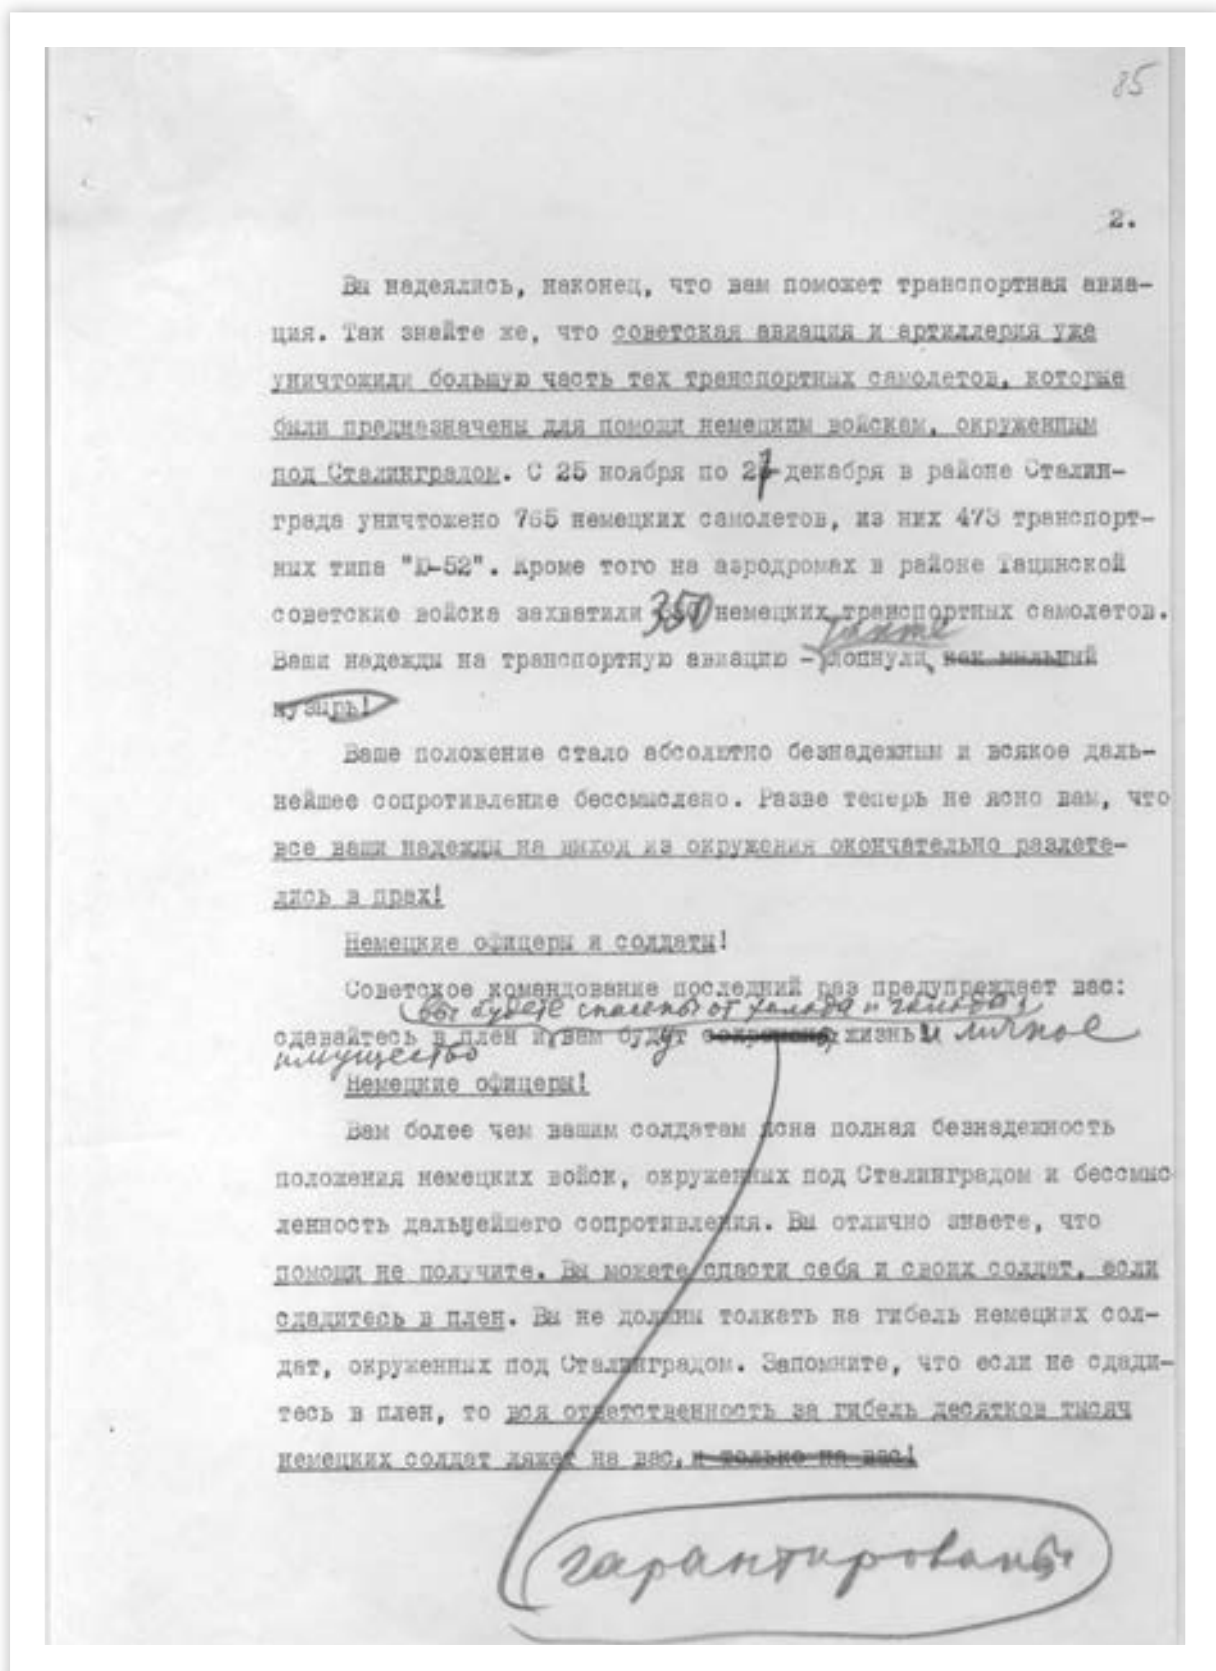 85
2.
Вы надеялись, наконец, что вам поможет транспортная авиа-
ция. Так знайте же, что советская авиация и артиллерия уже
уничтожили большую часть тех транспортных самолетов, которые
были предназначены для помощи немецким войскам, окруженным
под Сталинградом. С 25 ноября по 27 декабря в районе Сталин-
града уничтожено 765 немецких самолетов, из них 473 транспорт-
ных типа "Ю-52". Кроме того на аэродромах в районе Тацинской
советские войска захватили 350 немецких транспортных самолетов.
также
Ваши надежды на транспортную авиацию - лопнули, как мыльный
пузырь!
Ваше положение стало абсолютно безнадежным и всякое даль-
нейшее сопротивление бессмыслено. Разве теперь не ясно вам, что
все ваши надежды на выход из окружения окончательно разлете-
лись в прах!
Немецкие офицеры и солдаты!
Советское командование последний раз предупреждает вас:
вы будете спасены от холода и голода,
сдавайтесь в плен и вам будут сохранена жизнь и личное
имущество
Немецкие офицеры!
Вам более чем вашим солдатам ясна полная безнадежность
положения немецких войск, окруженных под Сталинградом и бессмыс-
ленность дальнейшего сопротивления. Вы отлично знаете, что
помощи не получите. Вы можете спасти себя и своих солдат, если
сдадитесь в плен. Вы не должны толкать на гибель немецких сол-
дат, окруженных под Сталинградом. Запомните, что если не сдади-
тесь в плен, то вся ответственность за гибель десятков тысяч
немецких солдат ляжет на вас, и только на вас!
гарантированы